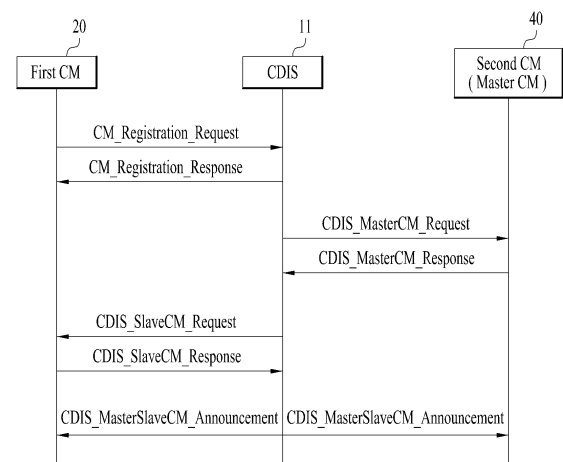 20
11
40
First CM
CDIS
Second CM
( Master CM )
CM_Registration_Request
CM_Registration_Response
CDIS_MasterCM_Request
CDIS_MasterCM_Response
CDIS_SlaveCM_Request
CDIS_SlaveCM_Response
CDIS_MasterSlaveCM_Announcement CDIS_MasterSlaveCM_Announcement